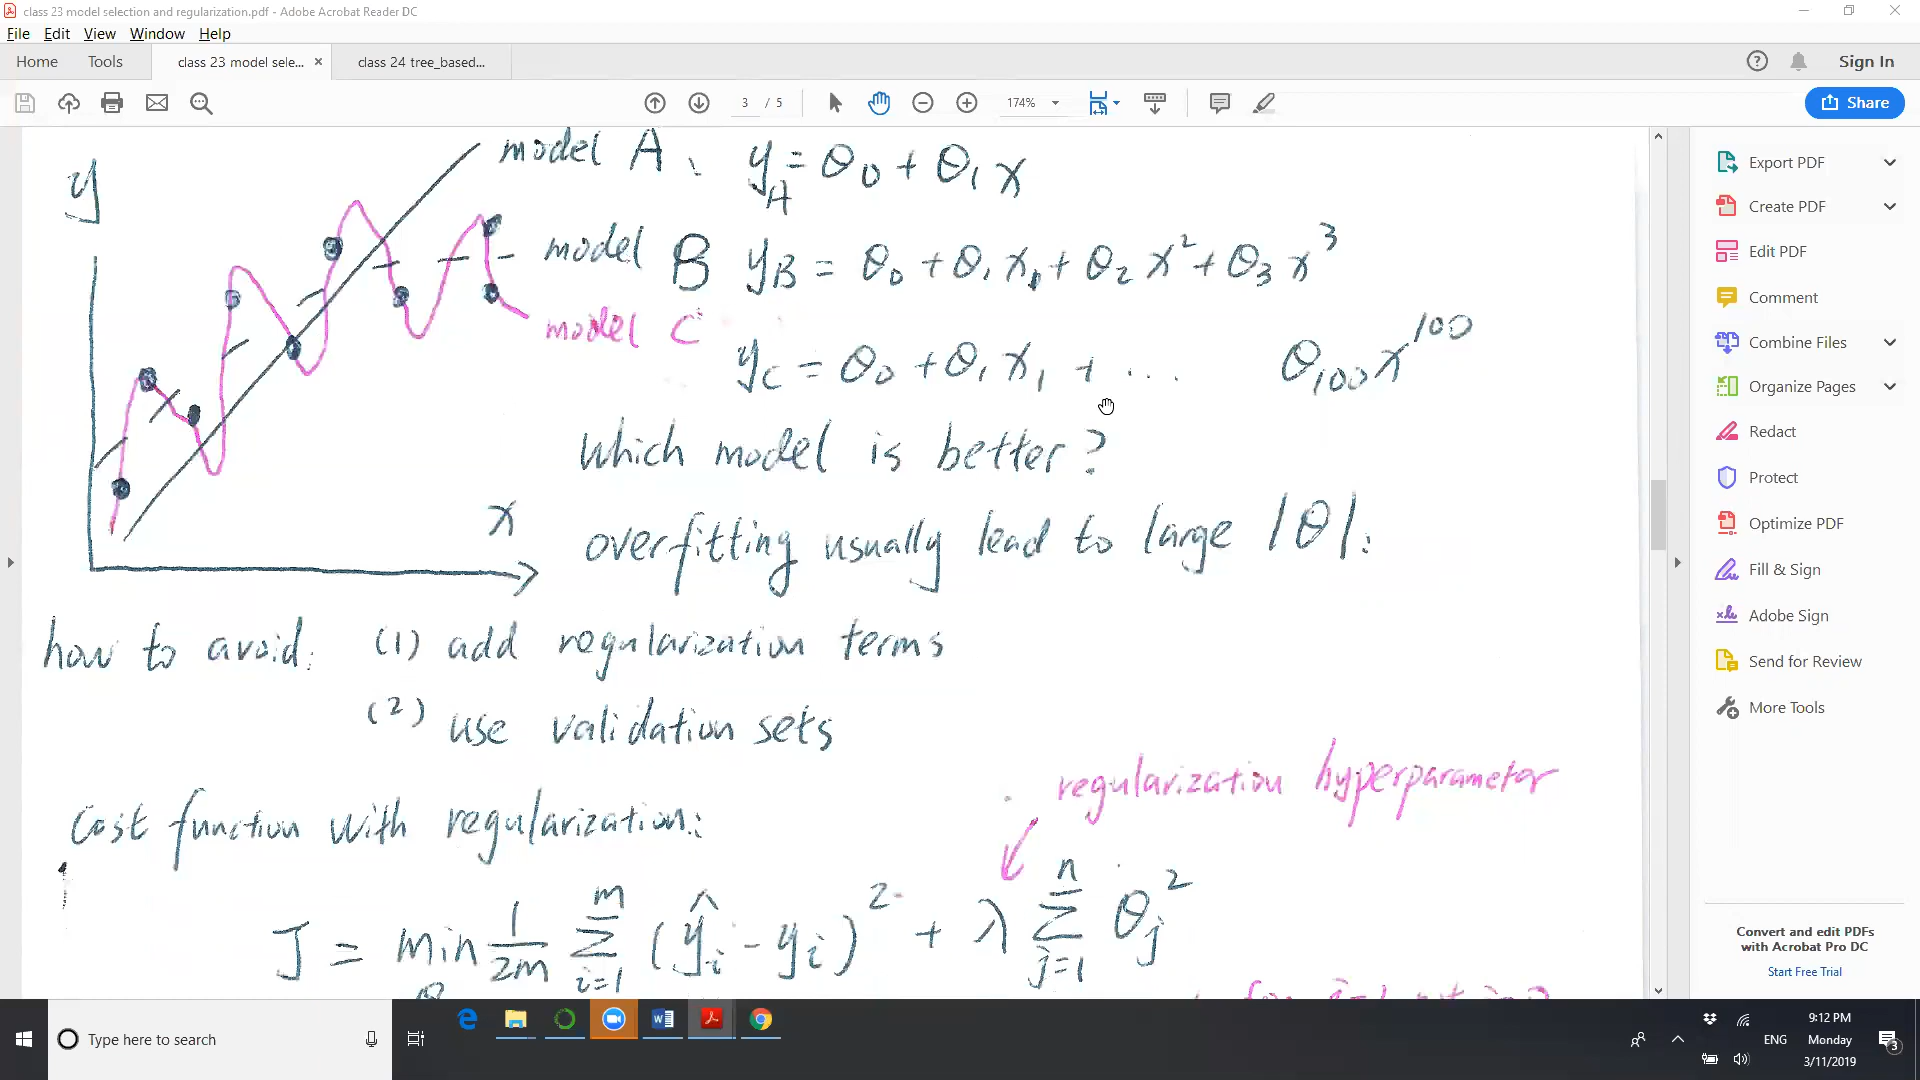 class 23 model selection and regularization.pdf - Adobe Acrobat Reader DC
File Edit View Window Help
Home Tools class 23 model sele... × class 24 tree_based... Sign In
3 / 5 174% Share
y
model A、 y_A = θ₀ + θ₁ x
model B y_B = θ₀ + θ₁ x₁ + θ₂ x² + θ₃ x³
model C
y_C = θ₀ + θ₁ x₁ + ... θ₁₀₀ x¹⁰⁰
Which model is better?
x
overfitting usually lead to large |θ|:
how to avoid: (1) add regularization terms
(2) use validation sets
regularization hyperparameter
Cost function with regularization:
J = min 1/2m Σ_{i=1}^{m} (ŷᵢ - yᵢ)² + λ Σ_{j=1}^{n} θⱼ²
θ
Export PDF
Create PDF
Edit PDF
Comment
Combine Files
Organize Pages
Redact
Protect
Optimize PDF
Fill & Sign
Adobe Sign
Send for Review
More Tools
Convert and edit PDFs
with Acrobat Pro DC
Start Free Trial
Type here to search
ENG
9:12 PM
Monday
3/11/2019
3